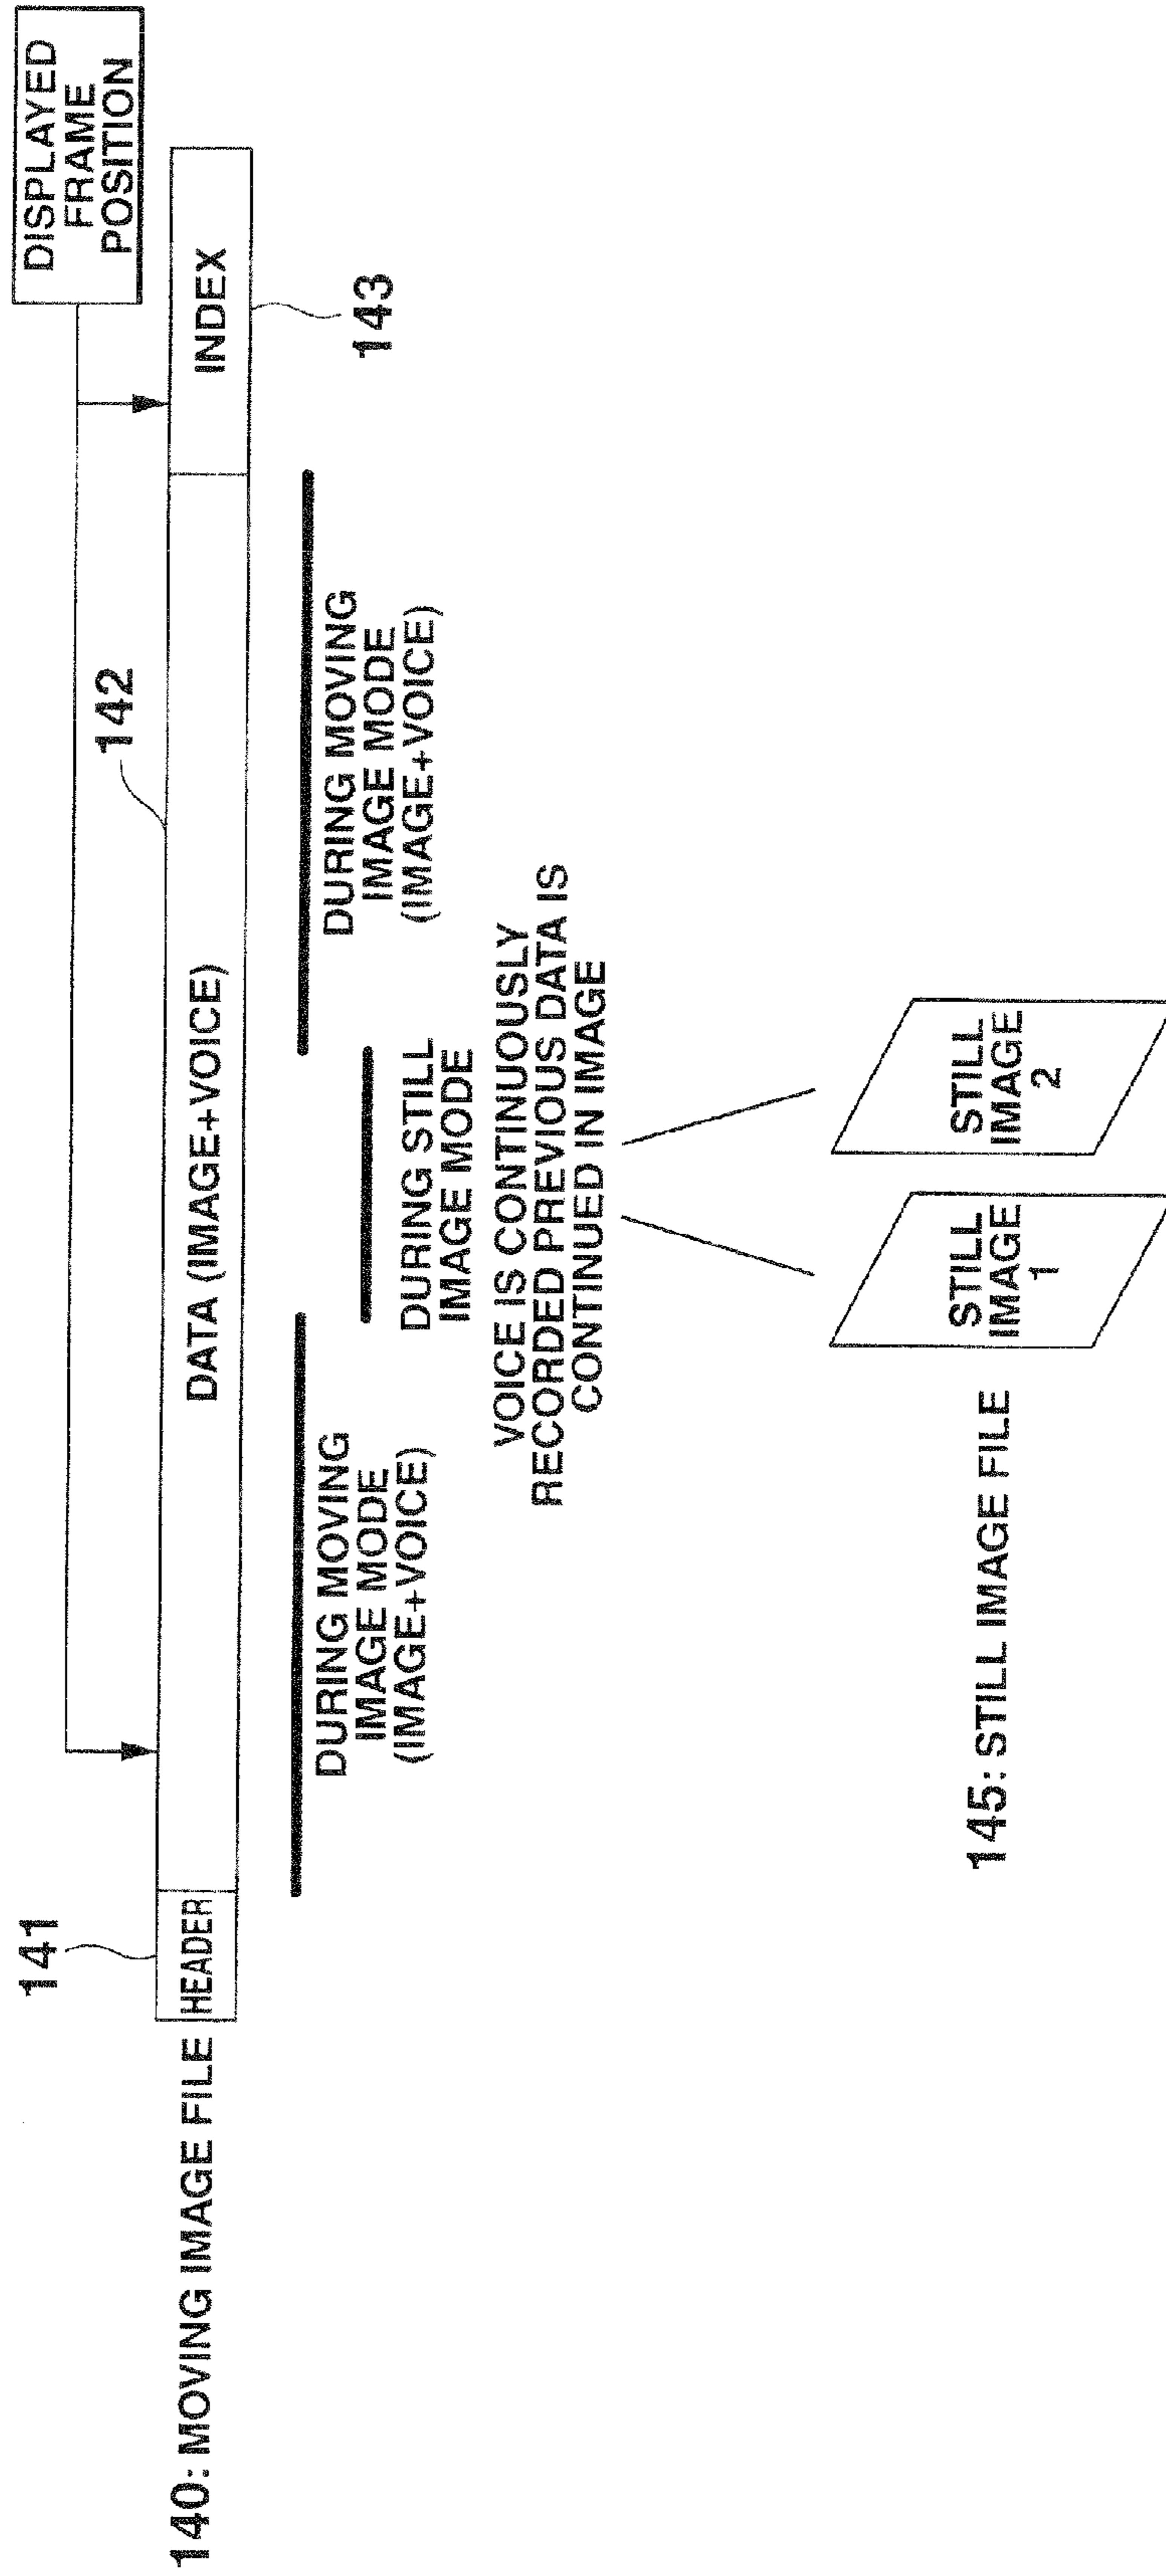 DISPLAYED
FRAME
POSITION
141
142
140: MOVING IMAGE FILE
HEADER
DATA (IMAGE+VOICE)
INDEX
143
DURING MOVING
IMAGE MODE
(IMAGE+VOICE)
DURING STILL
IMAGE MODE
DURING MOVING
IMAGE MODE
(IMAGE+VOICE)
VOICE IS CONTINUOUSLY
RECORDED PREVIOUS DATA IS
CONTINUED IN IMAGE
145: STILL IMAGE FILE
STILL
IMAGE
1
STILL
IMAGE
2